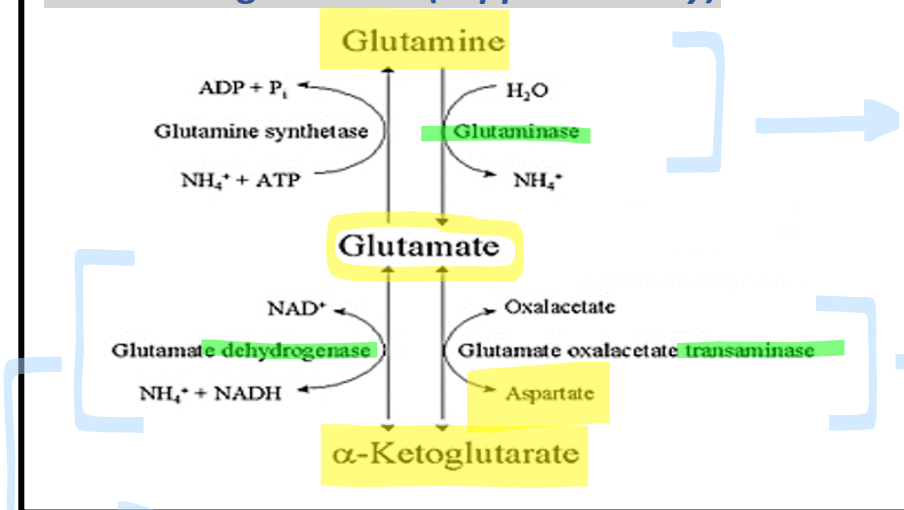 Glutamine
ADP + Pi
H₂O
Glutamine synthetase
Glutaminase
NH₄⁺ + ATP
NH₄⁺
Glutamate
NAD⁺
Oxalacetate
Glutamate dehydrogenase
Glutamate oxalacetate transaminase
NH₄⁺ + NADH
Aspartate
α-Ketoglutarate